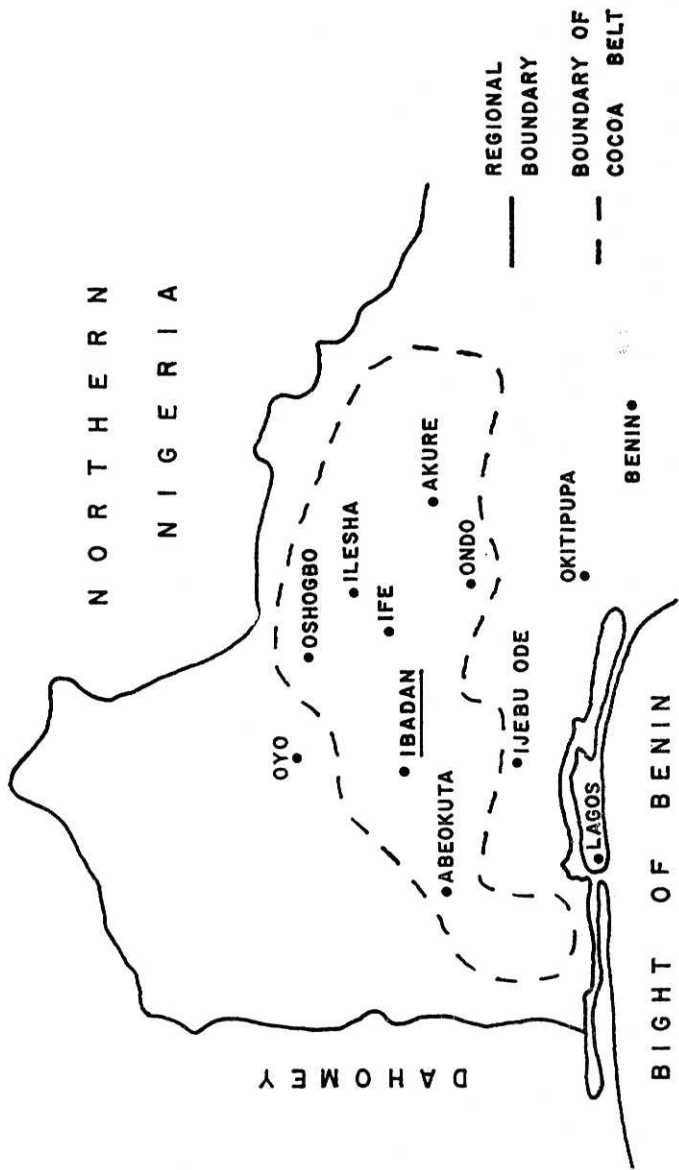 NORTHERN
NIGERIA
DAHOMEY
OYO
OSHOGBO
ILESHA
IFE
IBADAN
AKURE
ABEOKUTA
ONDO
IJEBU ODE
OKITIPUPA
LAGOS
BENIN
BIGHT OF BENIN
REGIONAL
BOUNDARY
BOUNDARY OF
COCOA BELT